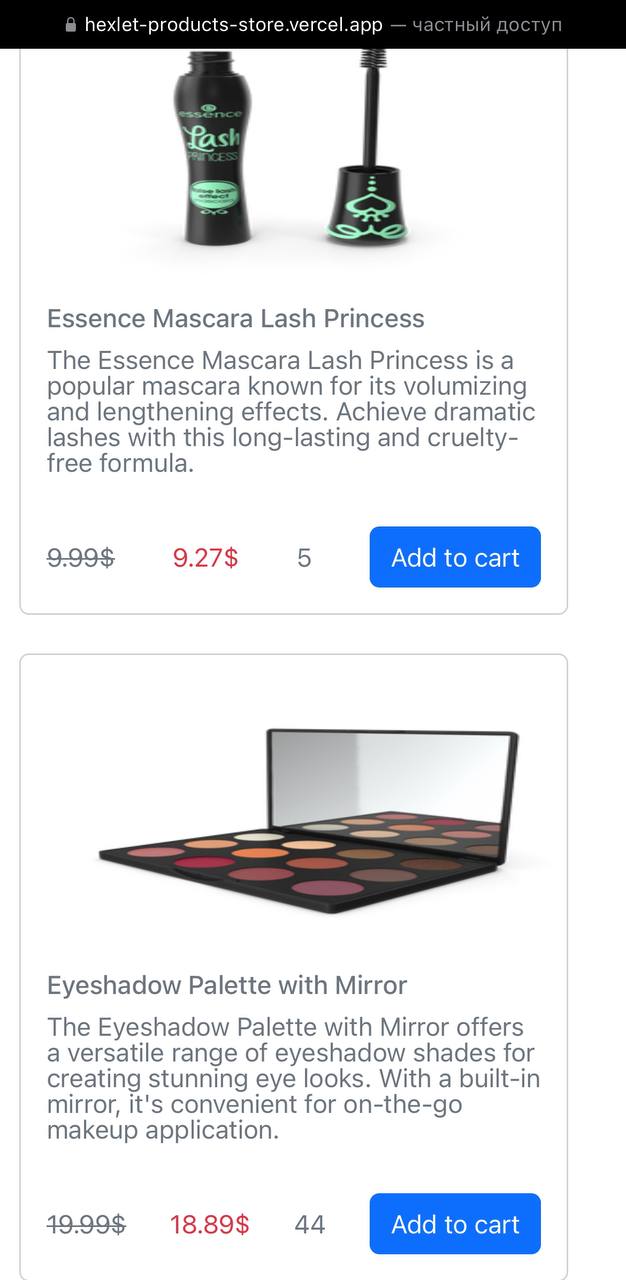 hexlet-products-store.vercel.app — частный доступ
essence
Lash
PRINCESS
false lash
effect
Essence Mascara Lash Princess
The Essence Mascara Lash Princess is a
popular mascara known for its volumizing
and lengthening effects. Achieve dramatic
lashes with this long-lasting and cruelty-
free formula.
9.99$ 9.27$ 5 Add to cart
Eyeshadow Palette with Mirror
The Eyeshadow Palette with Mirror offers
a versatile range of eyeshadow shades for
creating stunning eye looks. With a built-in
mirror, it's convenient for on-the-go
makeup application.
19.99$ 18.89$ 44 Add to cart